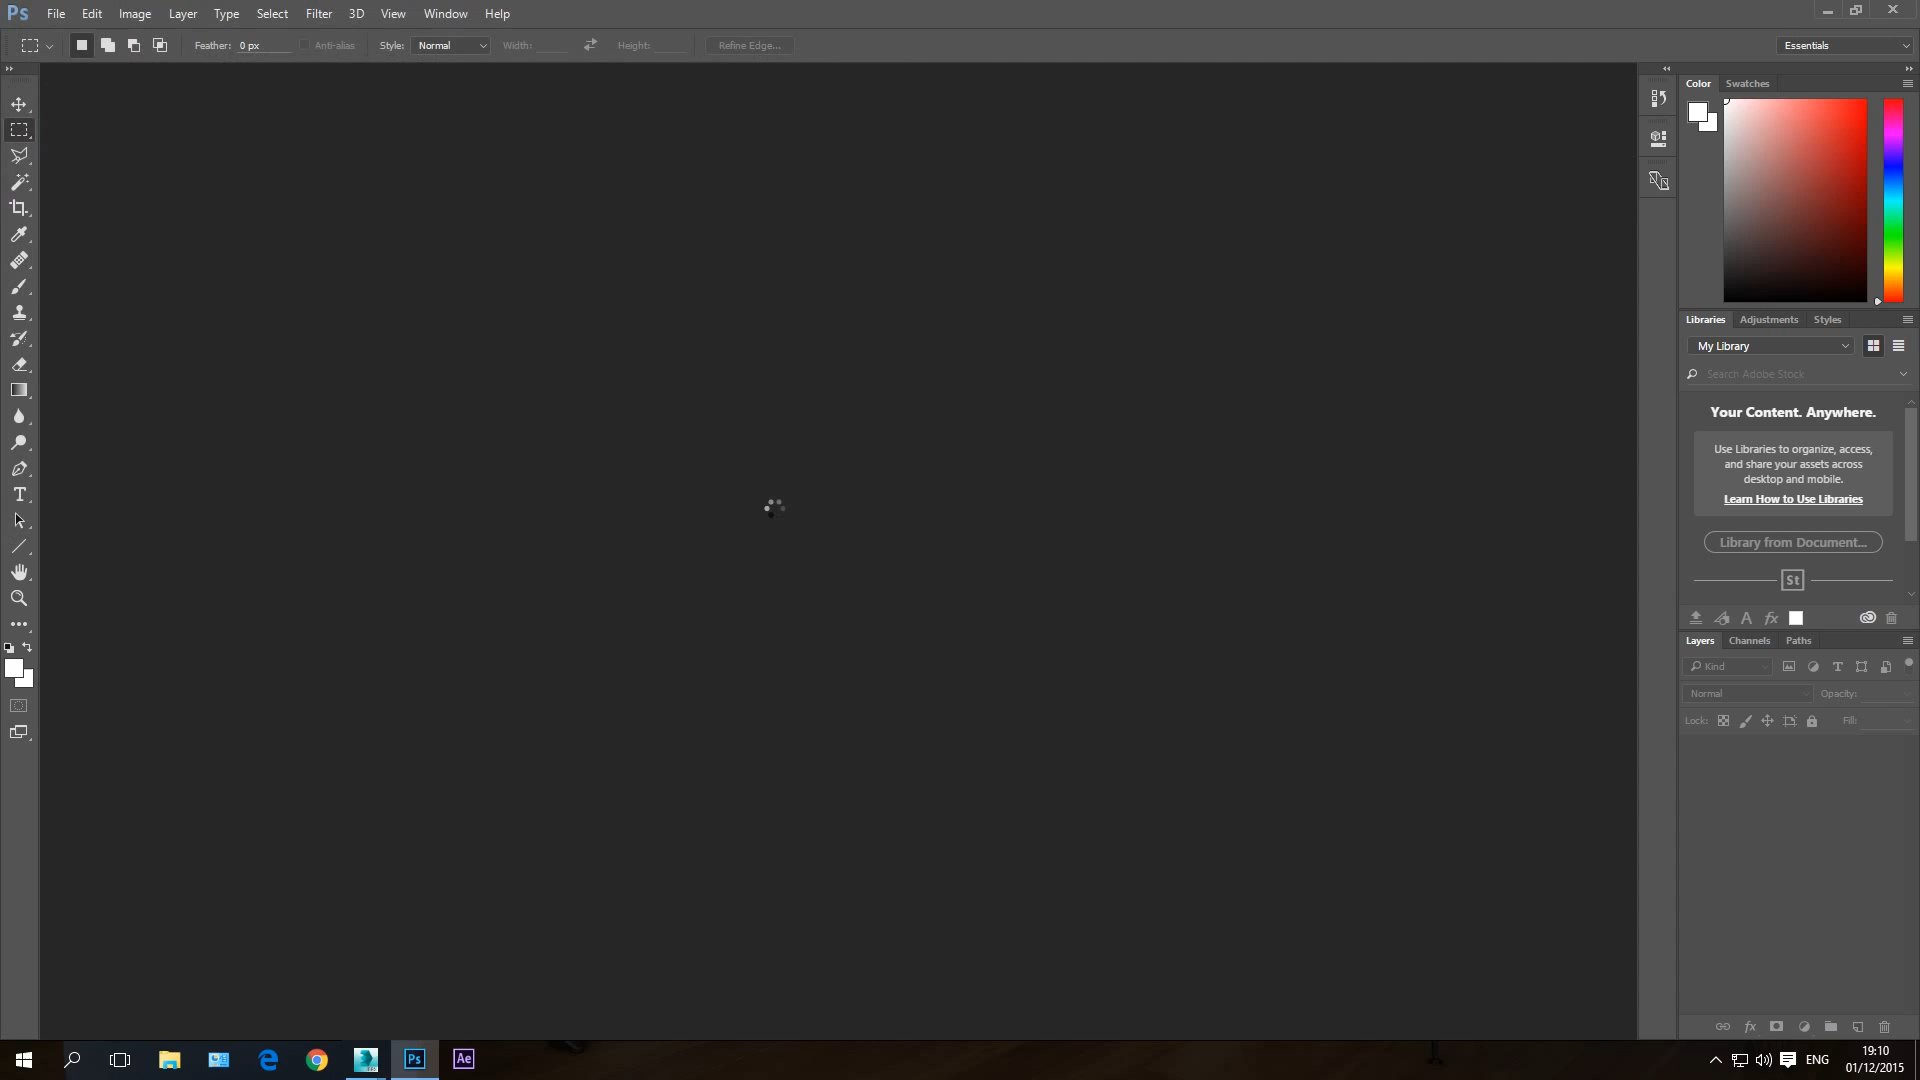 Ps File Edit Image Layer Type Select Filter 3D View Window Help
Feather: 0 px Anti-alias Style: Normal Width: Height: Refine Edge... Essentials
Color Swatches
Libraries Adjustments Styles
My Library
Search Adobe Stock
Your Content. Anywhere.
Use Libraries to organize, access,
and share your assets across
desktop and mobile.
Learn How to Use Libraries
Library from Document...
St
A fx
Layers Channels Paths
Kind T
Normal Opacity:
Lock: Fill:
fx
T
Ps Ae ENG 19:10
01/12/2015